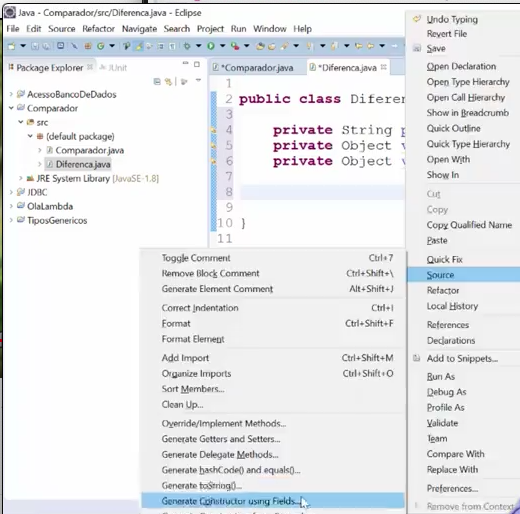 Java - Comparador/src/Diferenca.java - Eclipse
File Edit Source Refactor Navigate Search Project Run Window Help
Package Explorer JUnit
AcessoBancoDeDados
Comparador
src
(default package)
Comparador.java
Diferenca.java
JRE System Library [JavaSE-1.8]
JDBC
OlaLambda
TiposGenericos
*Comparador.java *Diferenca.java
1
2 public class Diferen
3
4 private String p
5 private Object v
6 private Object v
7
8
9
10 }
11
Undo Typing
Revert File
Save
Open Declaration
Open Type Hierarchy
Open Call Hierarchy
Show in Breadcrumb
Quick Outline
Quick Type Hierarchy
Open With
Show In
Cut
Copy
Copy Qualified Name
Paste
Quick Fix
Source
Refactor
Local History
References
Declarations
Add to Snippets...
Run As
Debug As
Profile As
Validate
Team
Compare With
Replace With
Preferences...
Remove from Context
Toggle Comment Ctrl+7
Remove Block Comment Ctrl+Shift+\
Generate Element Comment Alt+Shift+J
Correct Indentation Ctrl+I
Format Ctrl+Shift+F
Format Element
Add Import Ctrl+Shift+M
Organize Imports Ctrl+Shift+O
Sort Members...
Clean Up...
Override/Implement Methods...
Generate Getters and Setters...
Generate Delegate Methods...
Generate hashCode() and equals()...
Generate toString()...
Generate Constructor using Fields...